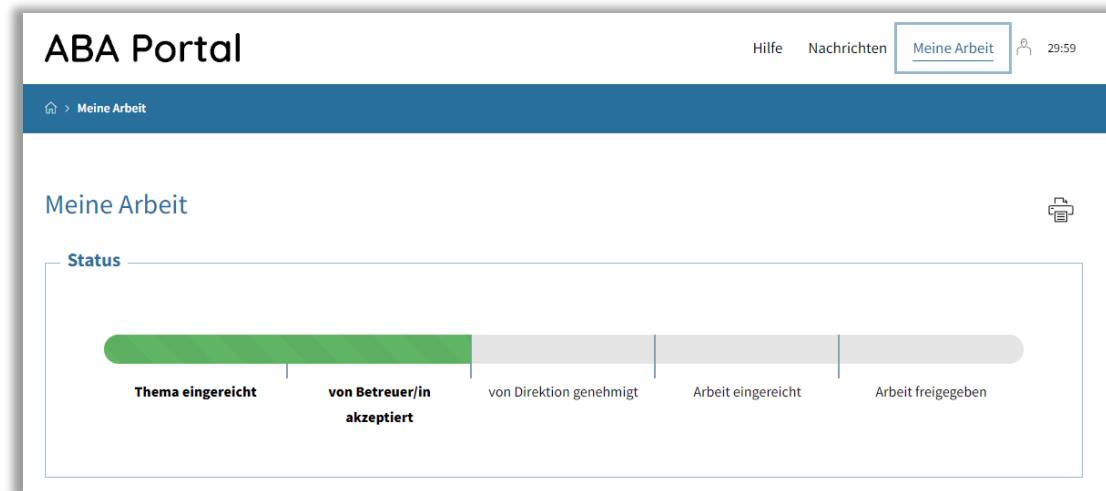 ABA Portal
Hilfe Nachrichten Meine Arbeit 29:59
> Meine Arbeit
Meine Arbeit
Status
Thema eingereicht von Betreuer/in von Direktion genehmigt Arbeit eingereicht Arbeit freigegeben
akzeptiert